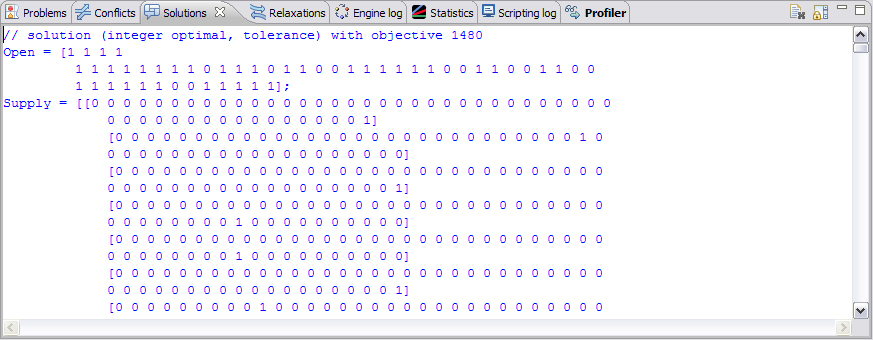 Problems Conflicts Solutions Relaxations Engine log Statistics Scripting log Profiler
// solution (integer optimal, tolerance) with objective 1480
Open = [1 1 1 1
1 1 1 1 1 1 1 1 0 1 1 1 0 1 1 0 0 1 1 1 1 1 1 0 0 1 1 0 0 1 1 0 0
1 1 1 1 1 1 0 0 1 1 1 1 1];
Supply = [[0 0 0 0 0 0 0 0 0 0 0 0 0 0 0 0 0 0 0 0 0 0 0 0 0 0 0 0 0 0 0 0 0
0 0 0 0 0 0 0 0 0 0 0 0 0 0 0 0 1]
[0 0 0 0 0 0 0 0 0 0 0 0 0 0 0 0 0 0 0 0 0 0 0 0 0 0 0 0 0 1 0
0 0 0 0 0 0 0 0 0 0 0 0 0 0 0 0 0 0 0]
[0 0 0 0 0 0 0 0 0 0 0 0 0 0 0 0 0 0 0 0 0 0 0 0 0 0 0 0 0 0 0
0 0 0 0 0 0 0 0 0 0 0 0 0 0 0 0 0 0 1]
[0 0 0 0 0 0 0 0 0 0 0 0 0 0 0 0 0 0 0 0 0 0 0 0 0 0 0 0 0 0 0
0 0 0 0 0 0 0 0 1 0 0 0 0 0 0 0 0 0 0]
[0 0 0 0 0 0 0 0 0 0 0 0 0 0 0 0 0 0 0 0 0 0 0 0 0 0 0 0 0 0 0
0 0 0 0 0 0 0 0 1 0 0 0 0 0 0 0 0 0 0]
[0 0 0 0 0 0 0 0 0 0 0 0 0 0 0 0 0 0 0 0 0 0 0 0 0 0 0 0 0 0 0
0 0 0 0 0 0 0 0 0 0 0 0 0 0 0 0 0 0 1]
[0 0 0 0 0 0 0 0 0 1 0 0 0 0 0 0 0 0 0 0 0 0 0 0 0 0 0 0 0 0 0